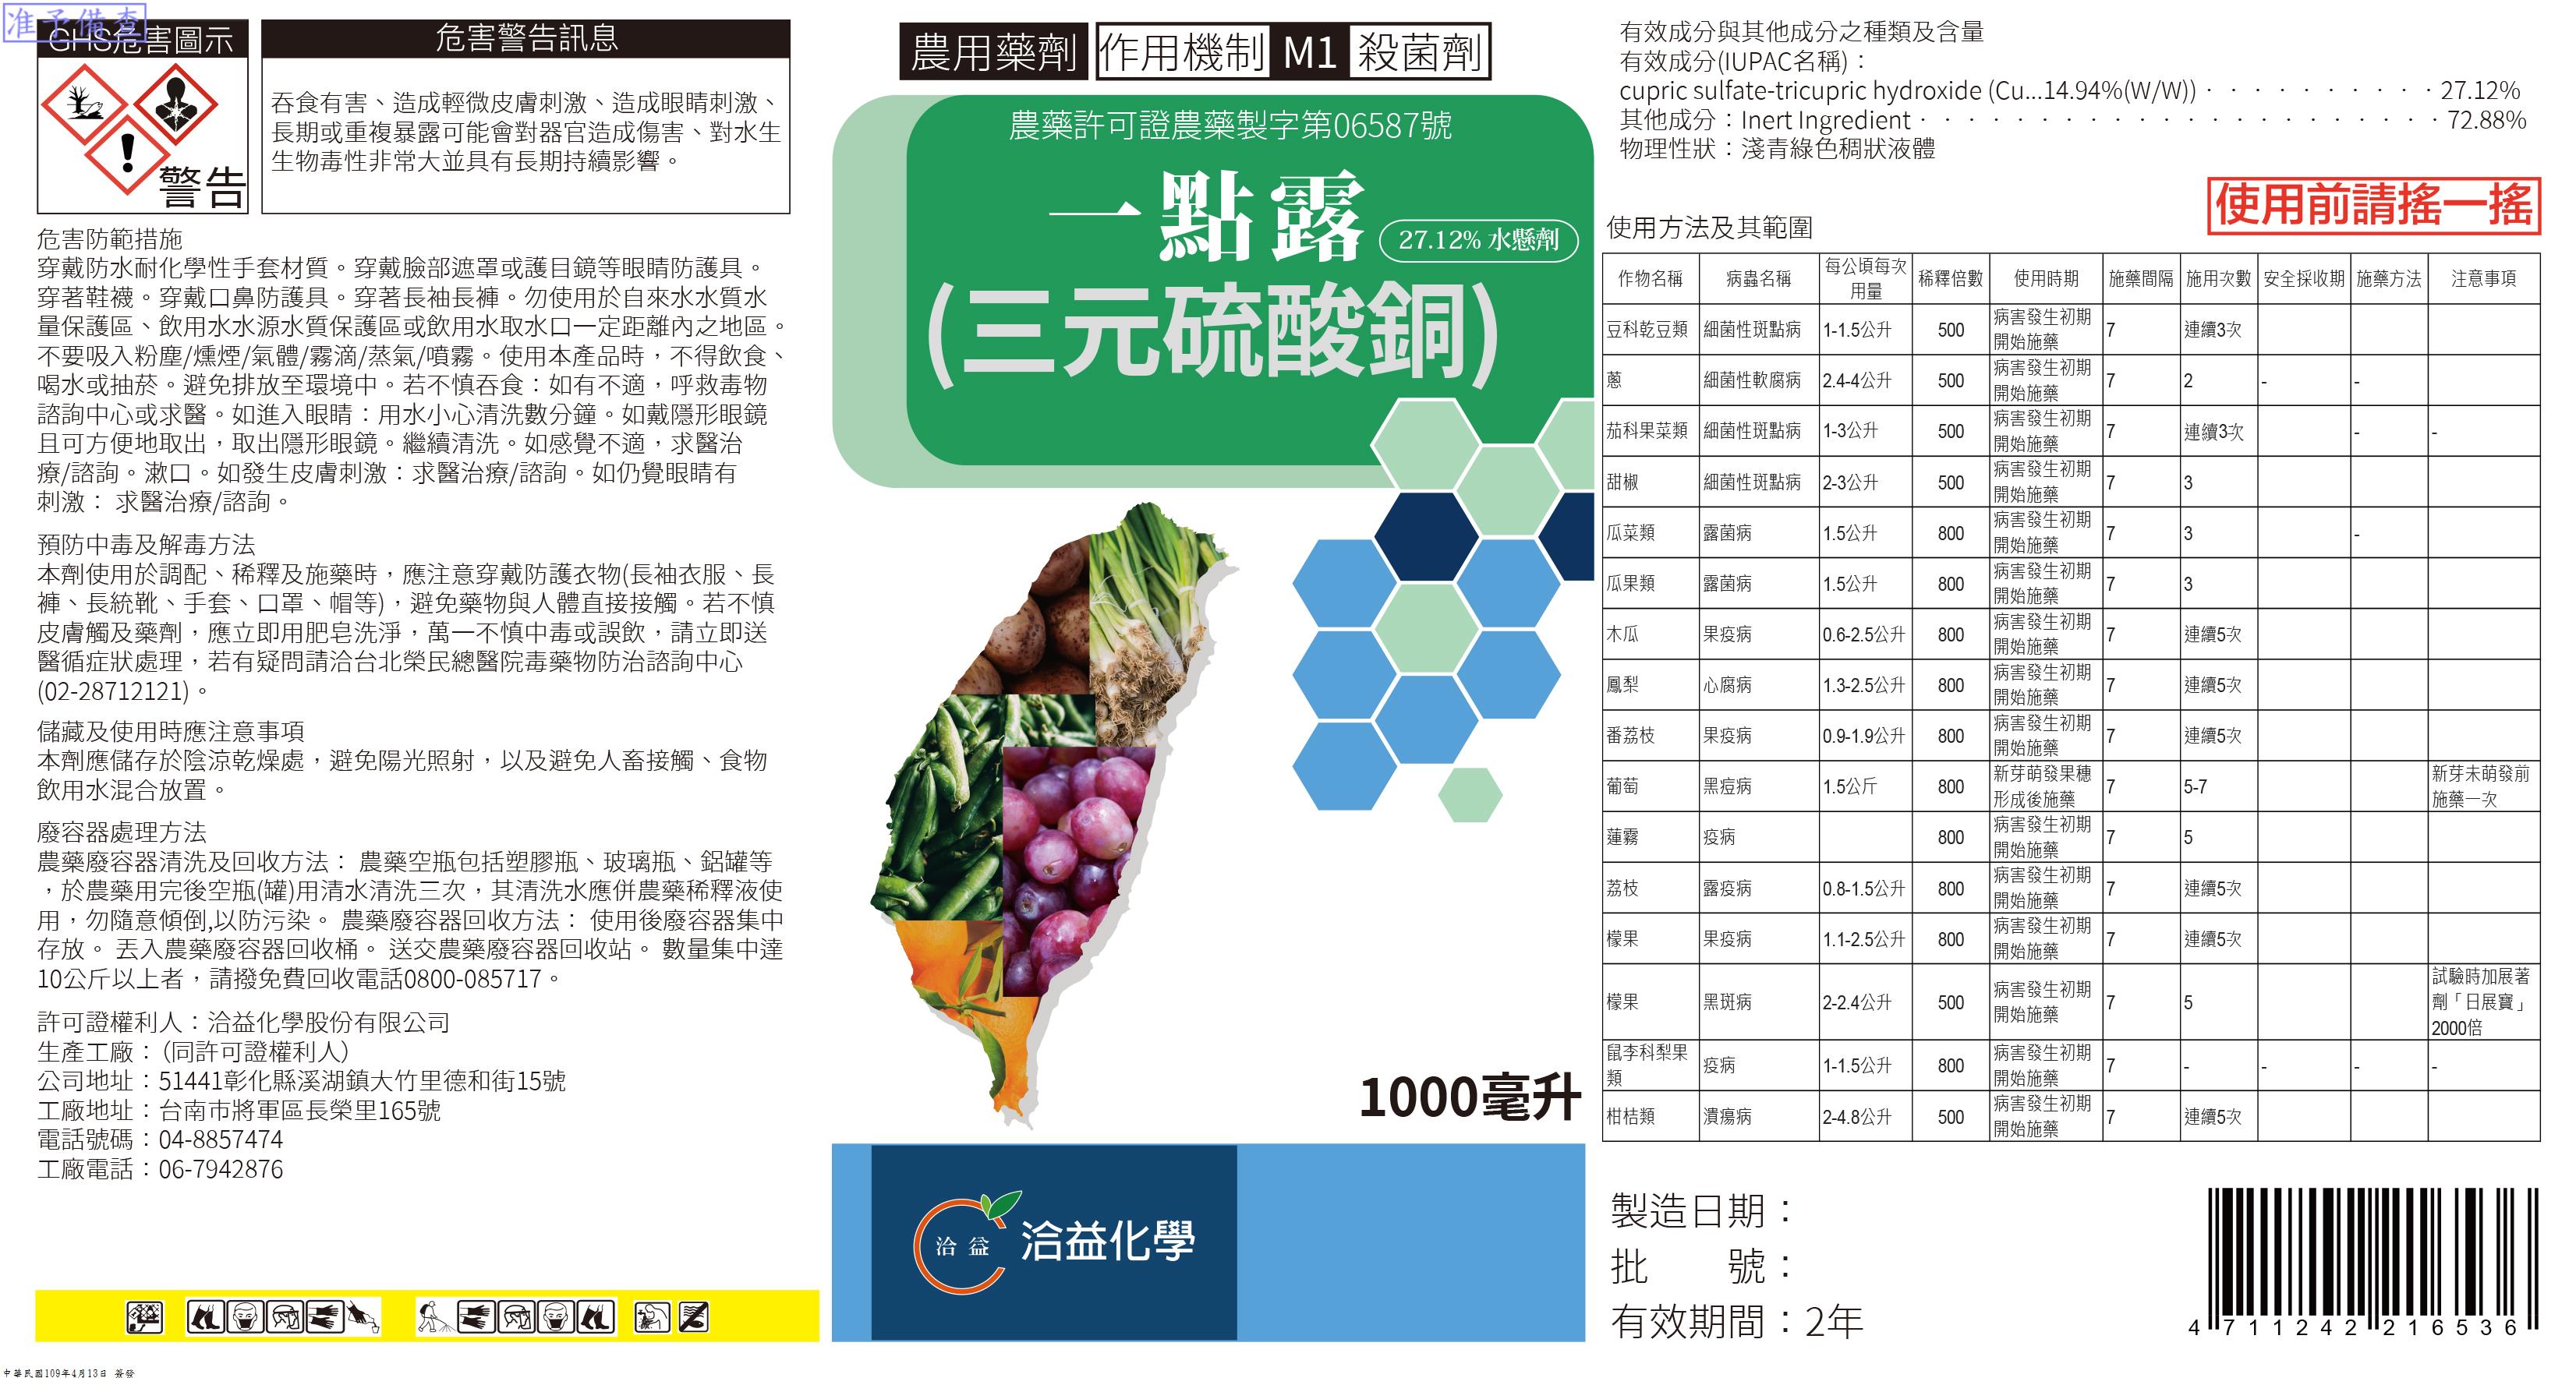 准予備查
GHS危害圖示
警告
危害警告訊息
吞食有害、造成輕微皮膚刺激、造成眼睛刺激、
長期或重複暴露可能會對器官造成傷害、對水生
生物毒性非常大並具有長期持續影響。
危害防範措施
穿戴防水耐化學性手套材質。穿戴臉部遮罩或護目鏡等眼睛防護具。
穿著鞋襪。穿戴口鼻防護具。穿著長袖長褲。勿使用於自來水水質水
量保護區、飲用水水源水質保護區或飲用水取水口一定距離內之地區。
不要吸入粉塵/燻煙/氣體/霧滴/蒸氣/噴霧。使用本產品時，不得飲食、
喝水或抽菸。避免排放至環境中。若不慎吞食：如有不適，呼救毒物
諮詢中心或求醫。如進入眼睛：用水小心清洗數分鐘。如戴隱形眼鏡
且可方便地取出，取出隱形眼鏡。繼續清洗。如感覺不適，求醫治
療/諮詢。漱口。如發生皮膚刺激：求醫治療/諮詢。如仍覺眼睛有
刺激： 求醫治療/諮詢。
預防中毒及解毒方法
本劑使用於調配、稀釋及施藥時，應注意穿戴防護衣物(長袖衣服、長
褲、長統靴、手套、口罩、帽等)，避免藥物與人體直接接觸。若不慎
皮膚觸及藥劑，應立即用肥皂洗淨，萬一不慎中毒或誤飲，請立即送
醫循症狀處理，若有疑問請洽台北榮民總醫院毒藥物防治諮詢中心
(02-28712121)。
儲藏及使用時應注意事項
本劑應儲存於陰涼乾燥處，避免陽光照射，以及避免人畜接觸、食物
飲用水混合放置。
廢容器處理方法
農藥廢容器清洗及回收方法： 農藥空瓶包括塑膠瓶、玻璃瓶、鋁罐等
，於農藥用完後空瓶(罐)用清水清洗三次，其清洗水應併農藥稀釋液使
用，勿隨意傾倒,以防污染。 農藥廢容器回收方法： 使用後廢容器集中
存放。 丟入農藥廢容器回收桶。 送交農藥廢容器回收站。 數量集中達
10公斤以上者，請撥免費回收電話0800-085717。
許可證權利人：洽益化學股份有限公司
生產工廠：（同許可證權利人）
公司地址：51441彰化縣溪湖鎮大竹里德和街15號
工廠地址：台南市將軍區長榮里165號
電話號碼：04-8857474
工廠電話：06-7942876
中華民國109年4月13日 簽發
農用藥劑 作用機制 M1 殺菌劑
農藥許可證農藥製字第06587號
一點露
27.12% 水懸劑
(三元硫酸銅)
1000毫升
洽益 洽益化學
有效成分與其他成分之種類及含量
有效成分(IUPAC名稱)：
cupric sulfate-tricupric hydroxide (Cu...14.94%(W/W))‧‧‧‧‧‧‧‧‧‧27.12%
其他成分：Inert Ingredient‧‧‧‧‧‧‧‧‧‧‧‧‧‧‧‧‧‧‧‧72.88%
物理性狀：淺青綠色稠狀液體
使用前請搖一搖
使用方法及其範圍
作物名稱 病蟲名稱 每公頃每次用量 稀釋倍數 使用時期 施藥間隔 施用次數 安全採收期 施藥方法 注意事項
豆科乾豆類 細菌性斑點病 1-1.5公升 500 病害發生初期開始施藥 7 連續3次
蔥 細菌性軟腐病 2.4-4公升 500 病害發生初期開始施藥 7 2 - -
茄科果菜類 細菌性斑點病 1-3公升 500 病害發生初期開始施藥 7 連續3次 - -
甜椒 細菌性斑點病 2-3公升 500 病害發生初期開始施藥 7 3
瓜菜類 露菌病 1.5公升 800 病害發生初期開始施藥 7 3 -
瓜果類 露菌病 1.5公升 800 病害發生初期開始施藥 7 3
木瓜 果疫病 0.6-2.5公升 800 病害發生初期開始施藥 7 連續5次
鳳梨 心腐病 1.3-2.5公升 800 病害發生初期開始施藥 7 連續5次
番荔枝 果疫病 0.9-1.9公升 800 病害發生初期開始施藥 7 連續5次
葡萄 黑痘病 1.5公斤 800 新芽萌發果穗形成後施藥 7 5-7 新芽未萌發前施藥一次
蓮霧 疫病 800 病害發生初期開始施藥 7 5
荔枝 露疫病 0.8-1.5公升 800 病害發生初期開始施藥 7 連續5次
檬果 果疫病 1.1-2.5公升 800 病害發生初期開始施藥 7 連續5次
檬果 黑斑病 2-2.4公升 500 病害發生初期開始施藥 7 5 試驗時加展著劑「日展寶」2000倍
鼠李科梨果類 疫病 1-1.5公升 800 病害發生初期開始施藥 7 - - - -
柑桔類 潰瘍病 2-4.8公升 500 病害發生初期開始施藥 7 連續5次
製造日期：
批　　號：
有效期間：2年
4 711242 216536